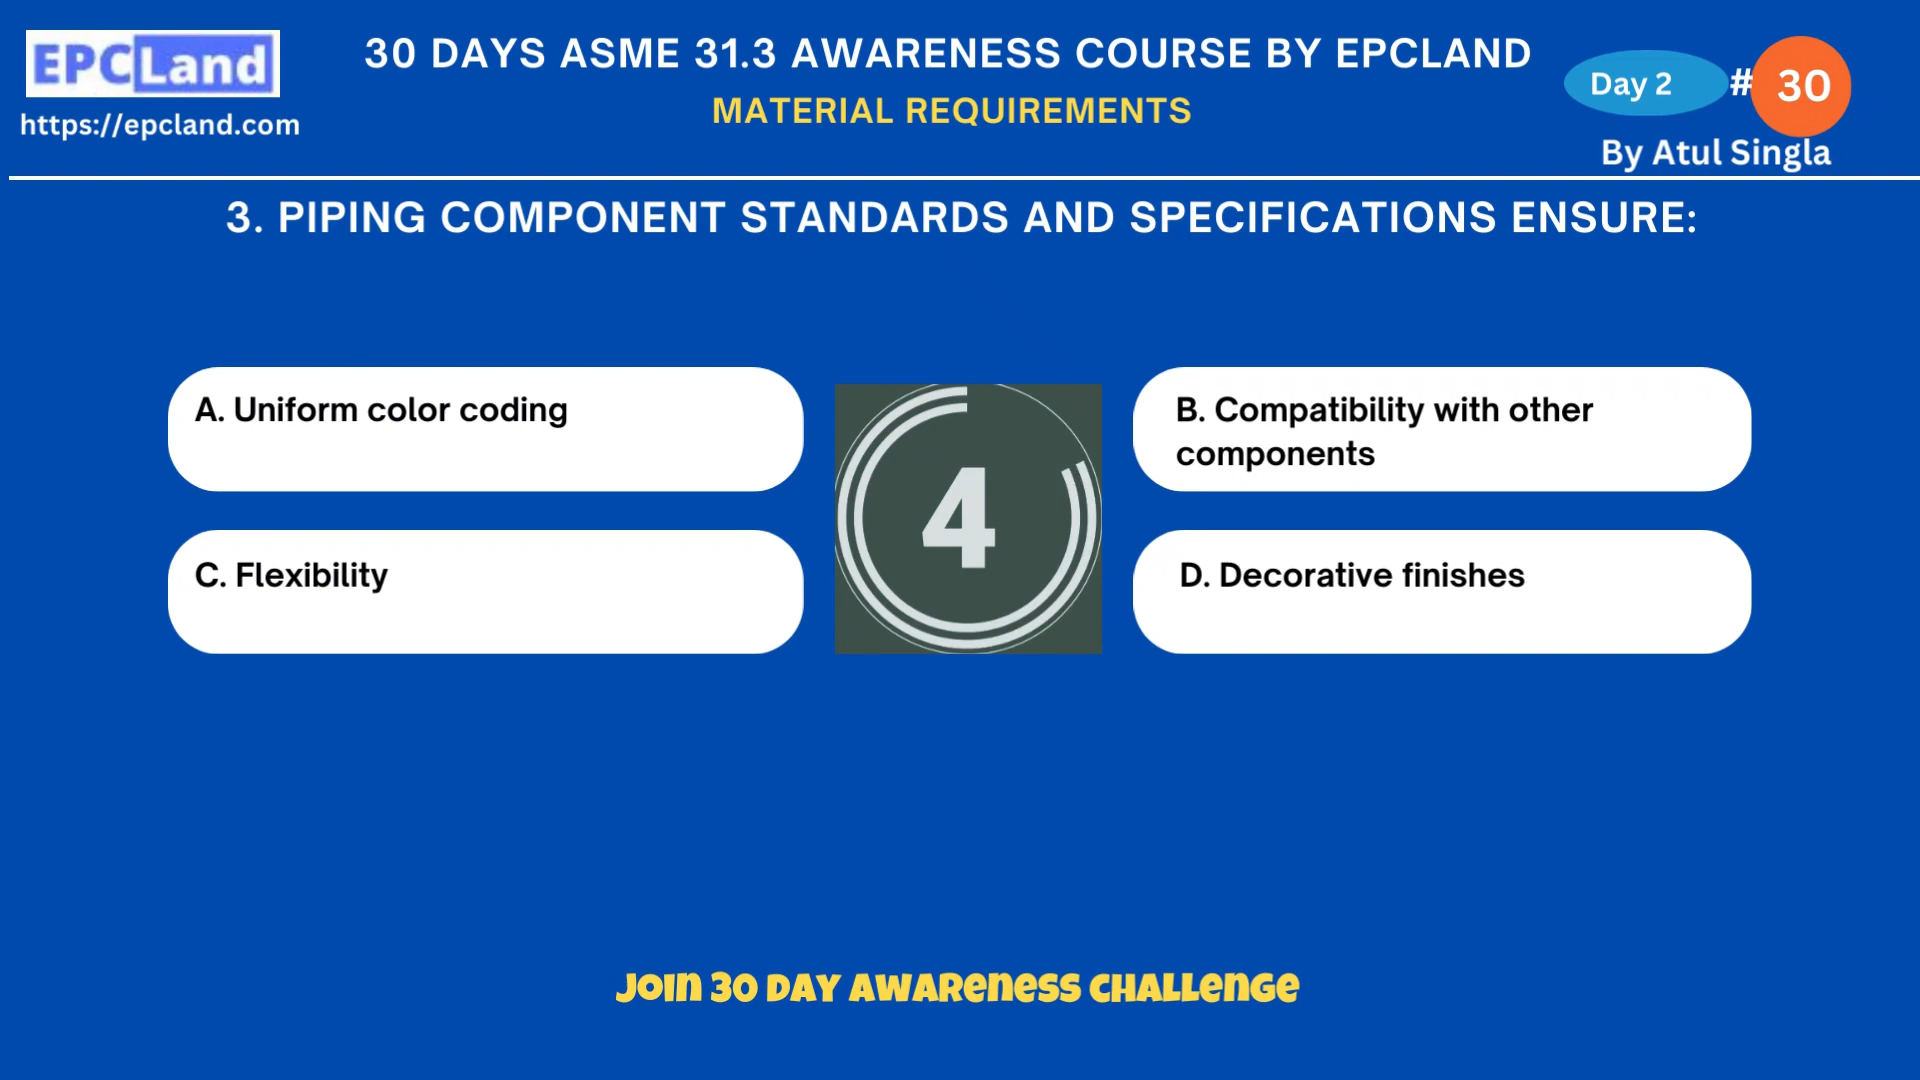 EPCLand
https://epcland.com
30 DAYS ASME 31.3 AWARENESS COURSE BY EPCLAND
MATERIAL REQUIREMENTS
Day 2 # 30
By Atul Singla
3. PIPING COMPONENT STANDARDS AND SPECIFICATIONS ENSURE:
A. Uniform color coding
B. Compatibility with other
components
4
C. Flexibility
D. Decorative finishes
Join 30 Day Awareness Challenge